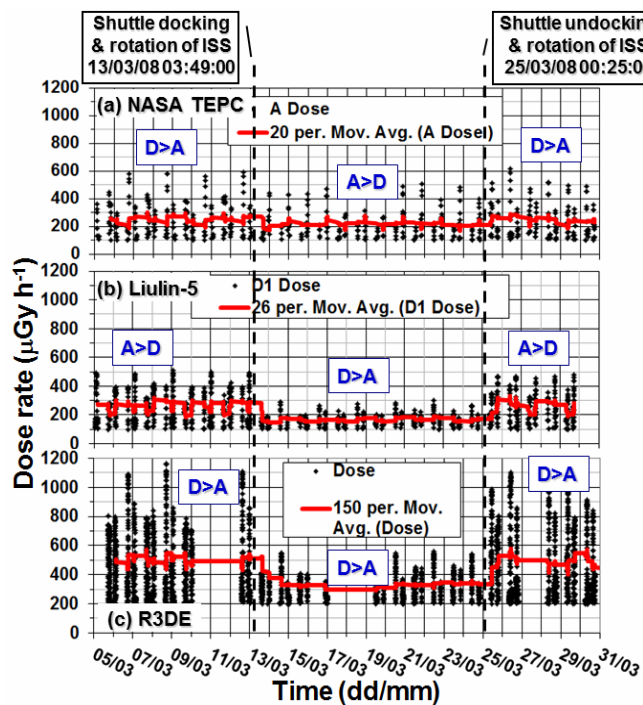 Shuttle docking
& rotation of ISS
13/03/08 03:49:00
Shuttle undocking
& rotation of ISS
25/03/08 00:25:0
Dose rate (µGy h-1)
1200
1000
800
600
400
200
0
(a) NASA TEPC
A Dose
20 per. Mov. Avg. (A Dose)
D>A
A>D
D>A
1200
1000
800
600
400
200
0
(b) Liulin-5
D1 Dose
26 per. Mov. Avg. (D1 Dose)
A>D
D>A
A>D
1200
1000
800
600
400
200
0
Dose
150 per. Mov.
Avg. (Dose)
D>A
D>A
D>A
(c) R3DE
05/03
07/03
09/03
11/03
13/03
15/03
17/03
19/03
21/03
23/03
25/03
27/03
29/03
31/03
Time (dd/mm)